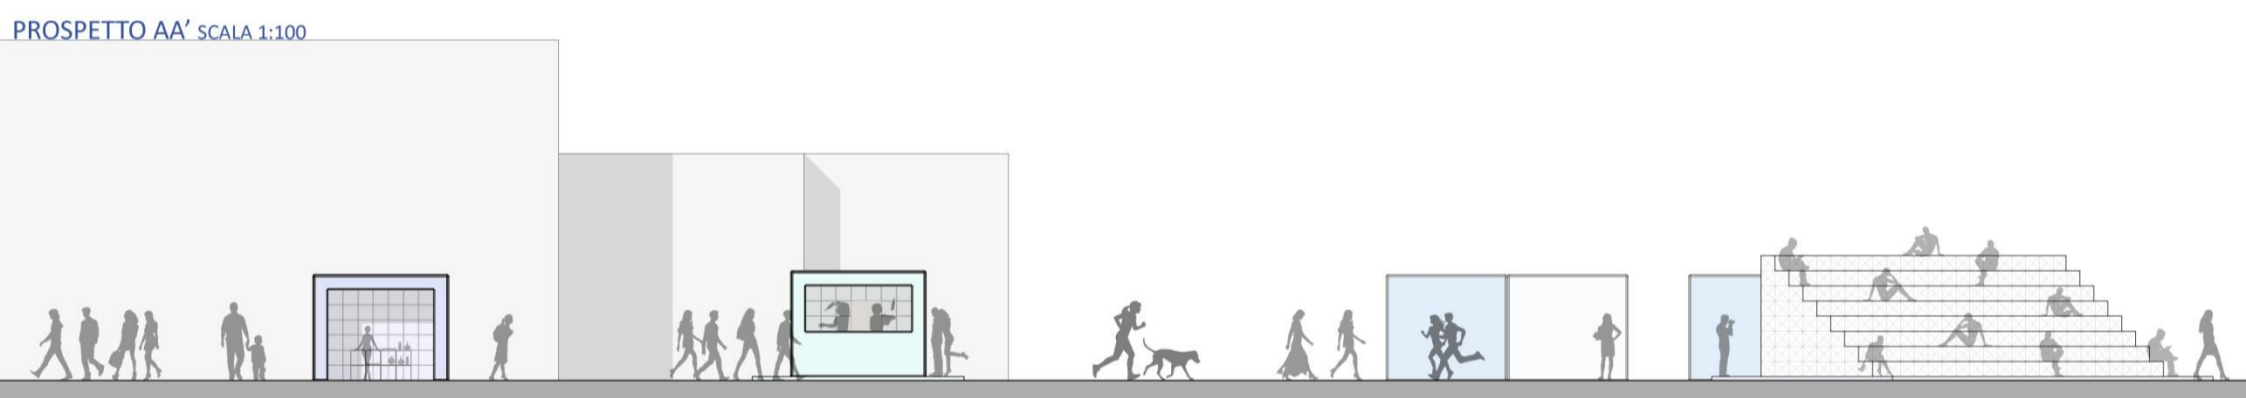 PROSPETTO AA’ SCALA 1:100